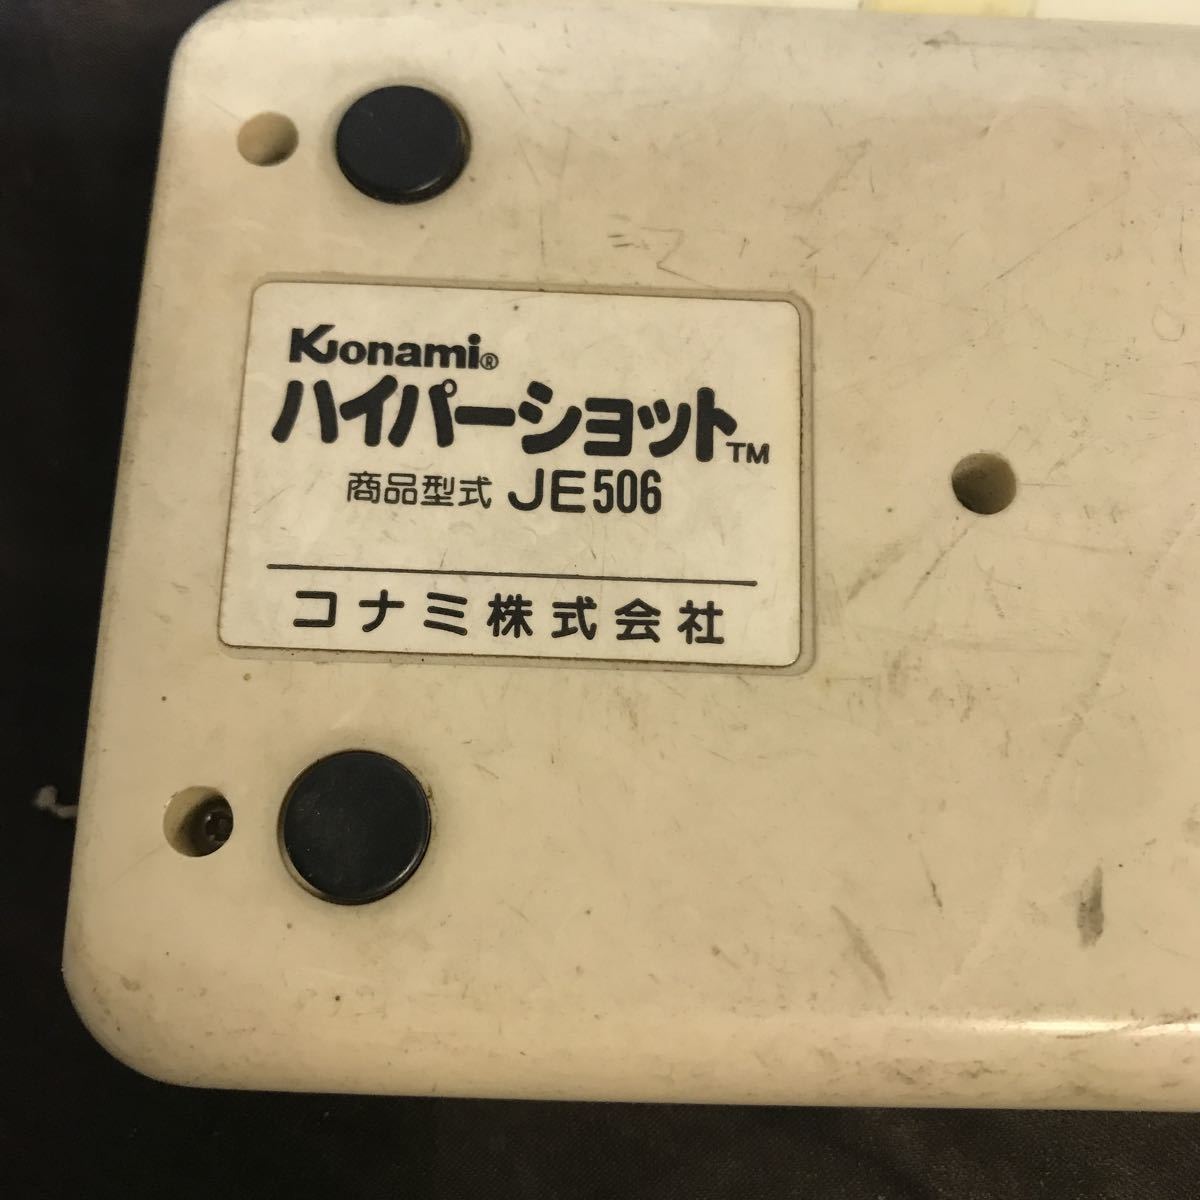 Konami®
ハイパーショット™
商品型式 JE506
コナミ株式会社